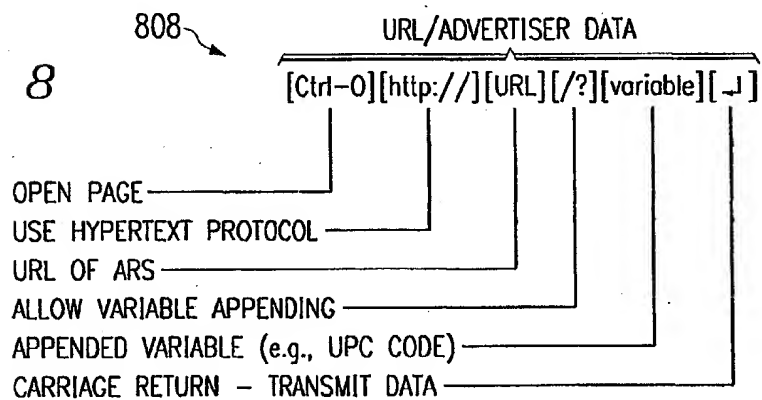 808
URL/ADVERTISER DATA
8
[Ctrl-O][http://][URL][/?][variable][↵]
OPEN PAGE
USE HYPERTEXT PROTOCOL
URL OF ARS
ALLOW VARIABLE APPENDING
APPENDED VARIABLE (e.g., UPC CODE)
CARRIAGE RETURN – TRANSMIT DATA